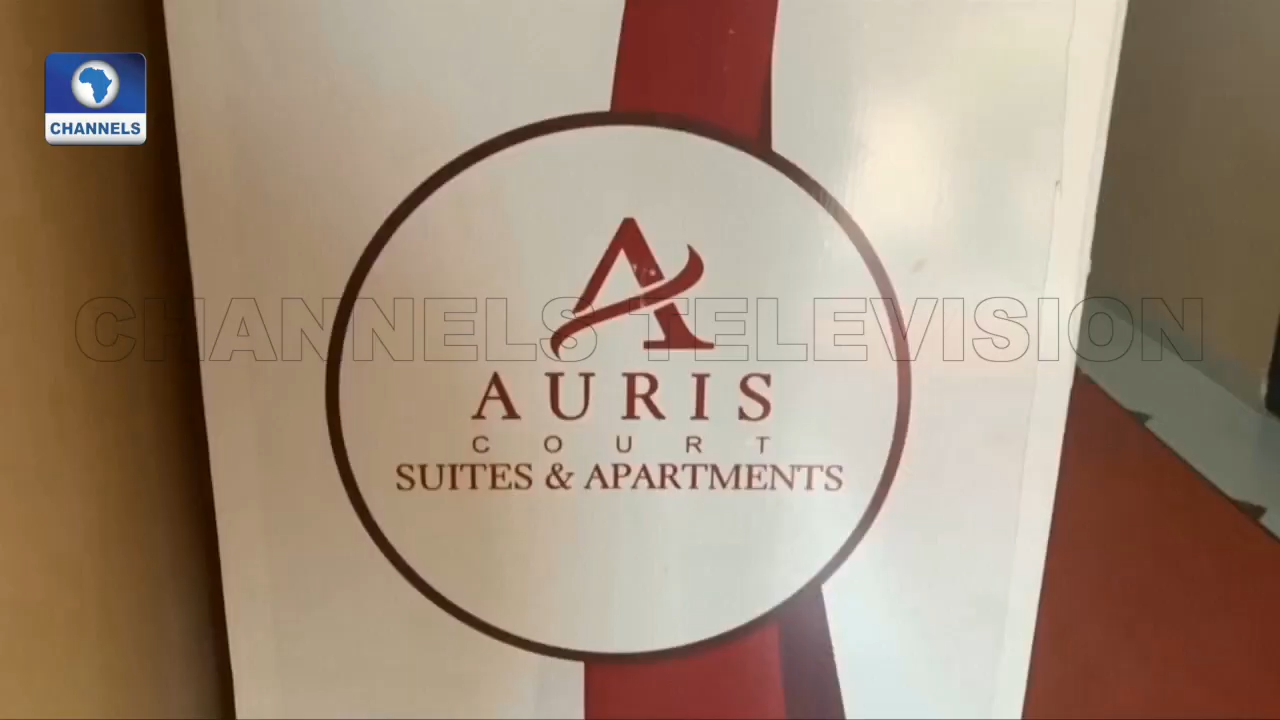 CHANNELS
CHANNELS TELEVISION
AURIS
COURT
SUITES & APARTMENTS